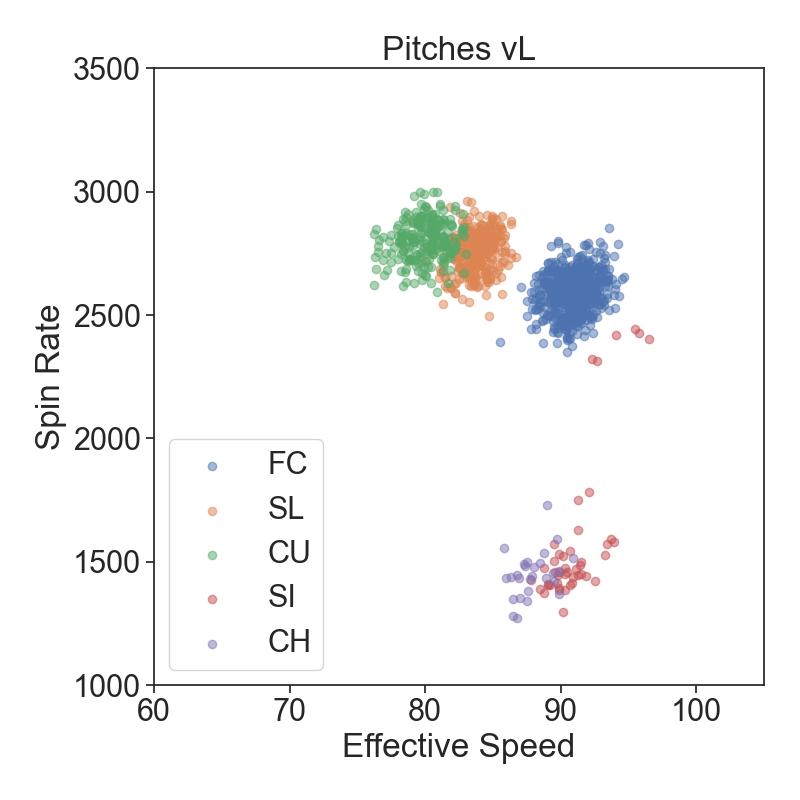 Pitches vL
3500
3000
2500
2000
1500
1000
Spin Rate
FC
SL
CU
SI
CH
60 70 80 90 100
Effective Speed